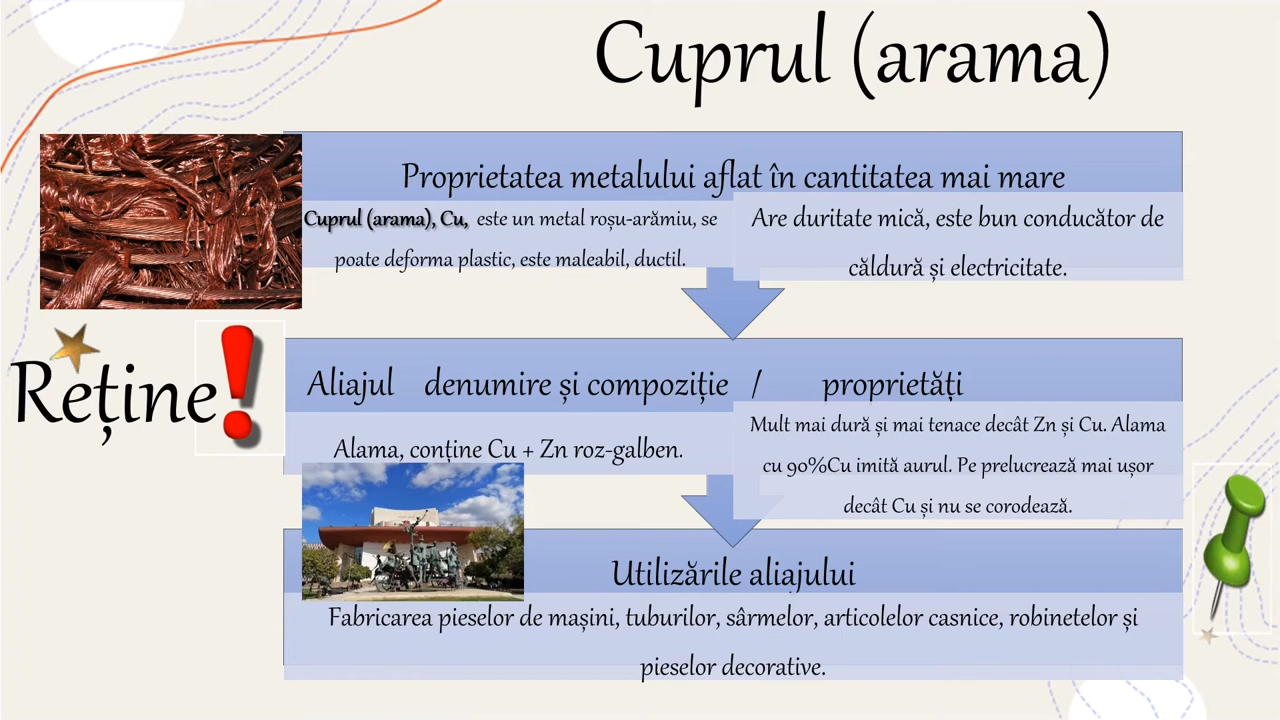 Cuprul (arama)
Proprietatea metalului aflat în cantitatea mai mare
Cuprul (arama), Cu, este un metal roșu-arămiu, se
poate deforma plastic, este maleabil, ductil.
Are duritate mică, este bun conducător de
căldură și electricitate.
Reține!
Aliajul denumire și compoziție / proprietăți
Alama, conține Cu + Zn roz-galben.
Mult mai dură și mai tenace decât Zn și Cu. Alama
cu 90%Cu imită aurul. Pe prelucrează mai ușor
decât Cu și nu se corodează.
Utilizările aliajului
Fabricarea pieselor de mașini, tuburilor, sârmelor, articolelor casnice, robinetelor și
pieselor decorative.